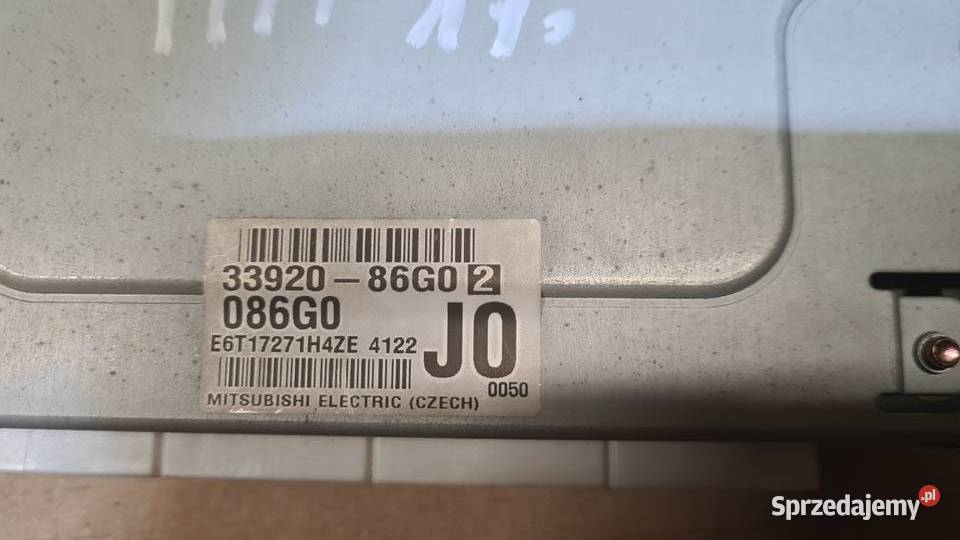 33920-86G0 2
086G0
J0
E6T17271H4ZE 4122
0050
MITSUBISHI ELECTRIC (CZECH)
Sprzedajemy.pl